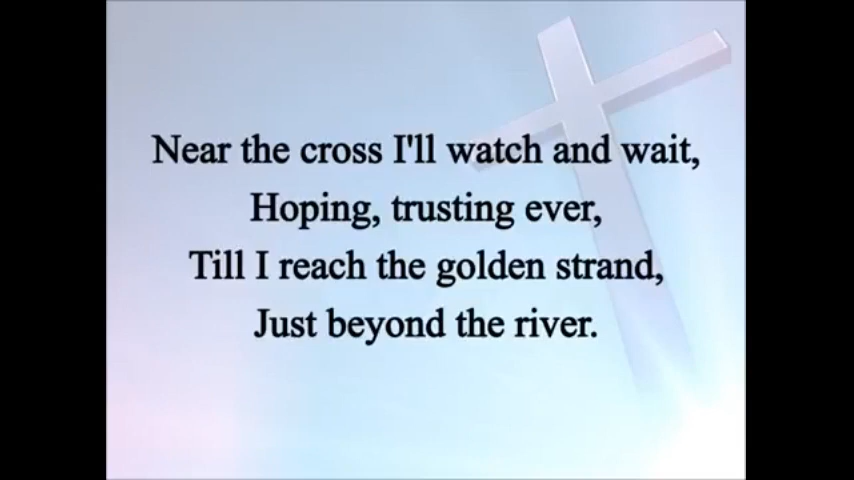 Near the cross I'll watch and wait,
Hoping, trusting ever,
Till I reach the golden strand,
Just beyond the river.